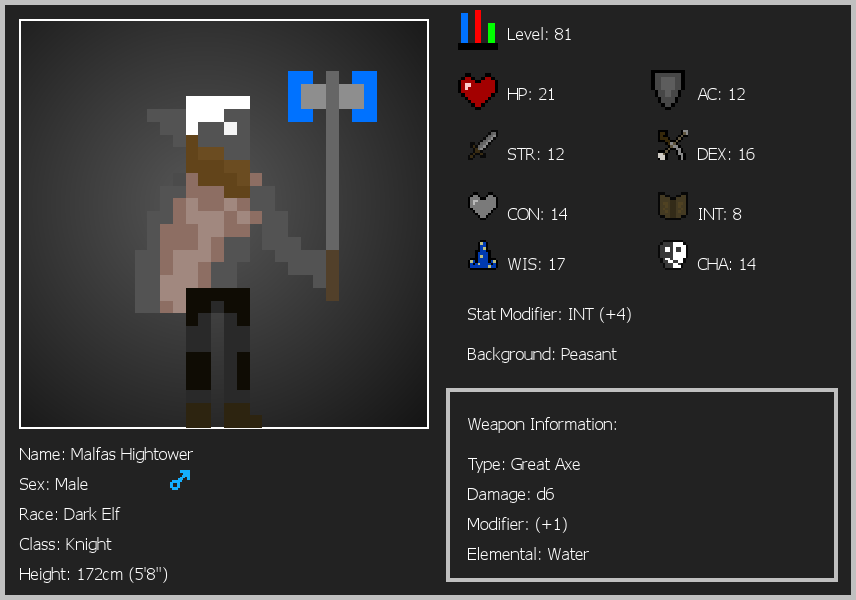 Level: 81
HP: 21
AC: 12
STR: 12
DEX: 16
CON: 14
INT: 8
WIS: 17
CHA: 14
Stat Modifier: INT (+4)
Background: Peasant
Weapon Information:
Type: Great Axe
Damage: d6
Modifier: (+1)
Elemental: Water
Name: Malfas Hightower
Sex: Male
Race: Dark Elf
Class: Knight
Height: 172cm (5'8")